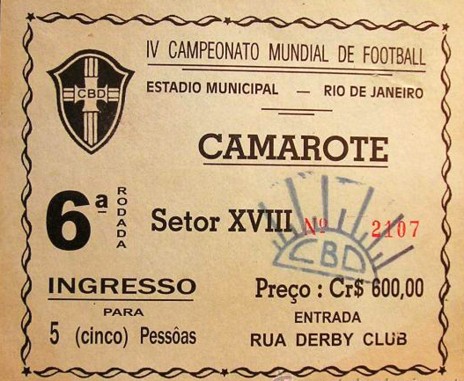 IV CAMPEONATO MUNDIAL DE FOOTBALL
CBD
ESTADIO MUNICIPAL — RIO DE JANEIRO
CAMAROTE
6ª RODADA
Setor XVIII Nº 2107
CBD
INGRESSO
PARA
5 (cinco) Pessôas
Preço : Cr$ 600,00
ENTRADA
RUA DERBY CLUB